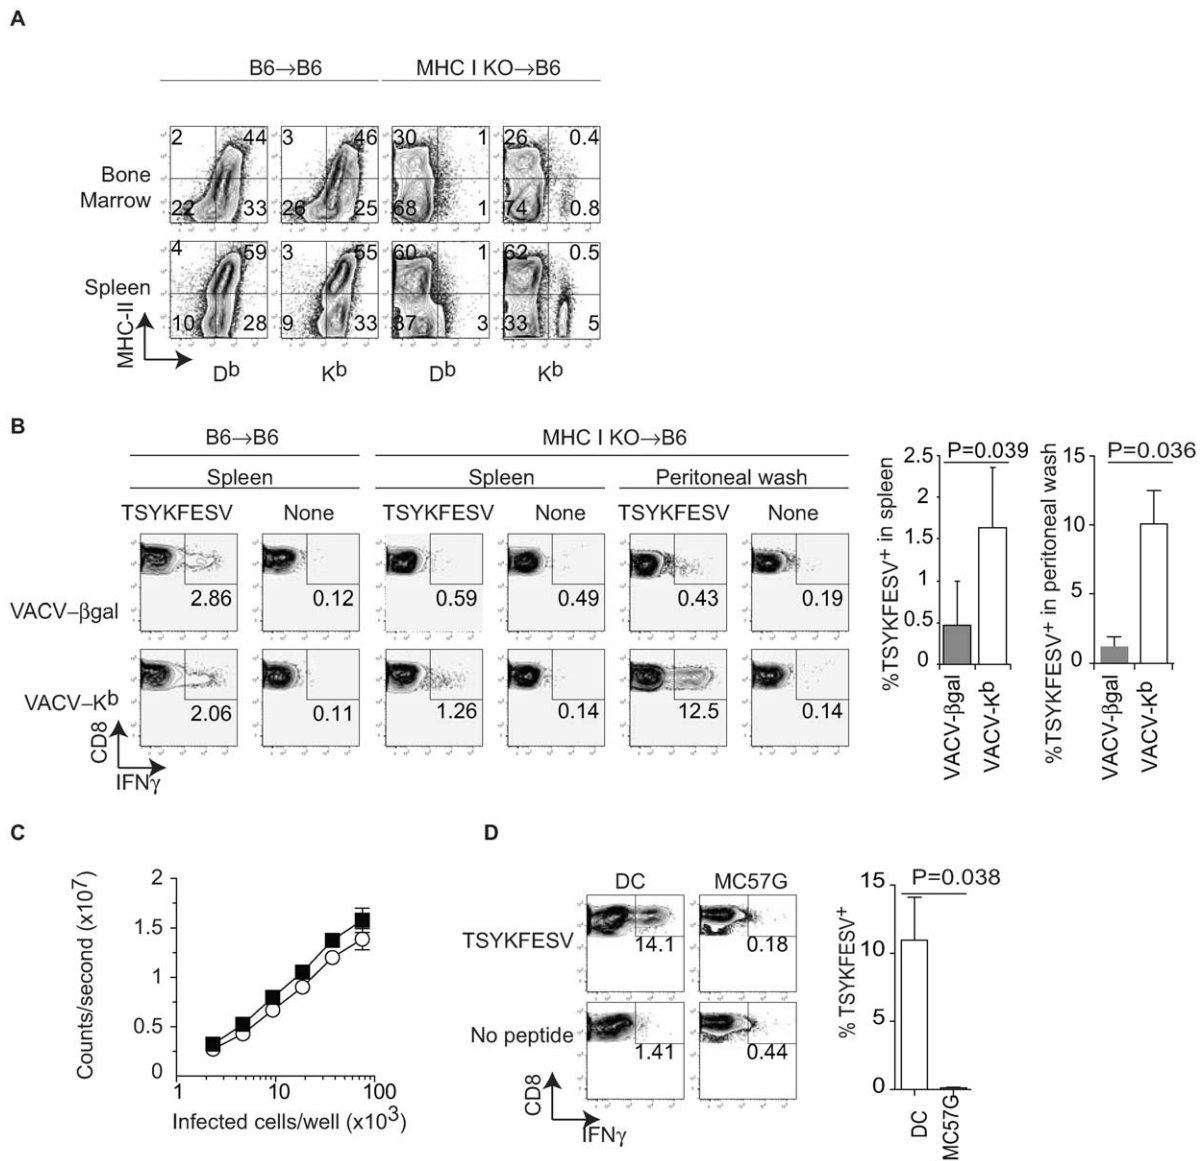 A
B6→B6 MHC I KO→B6
2 44 3 46 30 1 26 0.4
Bone
Marrow
22 33 26 25 68 1 74 0.8
4 59 3 55 60 1 62 0.5
Spleen
10 28 9 33 37 3 33 5
MHC-II
Dᵇ Kᵇ Dᵇ Kᵇ
B
B6→B6 MHC I KO→B6
Spleen Spleen Peritoneal wash
TSYKFESV None TSYKFESV None TSYKFESV None
VACV–βgal
2.86 0.12 0.59 0.49 0.43 0.19
VACV–Kᵇ
2.06 0.11 1.26 0.14 12.5 0.14
CD8
IFNγ
%TSYKFESV⁺ in spleen
P=0.039
2.5
2
1.5
1
0.5
0
VACV-βgal
VACV-Kᵇ
%TSYKFESV⁺ in peritoneal wash
P=0.036
15
10
5
0
VACV-βgal
VACV-Kᵇ
C
Counts/second (x10⁷)
2
1.5
1
0.5
0
1 10 100
Infected cells/well (x10³)
D
DC MC57G
TSYKFESV
14.1 0.18
No peptide
1.41 0.44
CD8
IFNγ
% TSYKFESV⁺
P=0.038
15
10
5
0
DC
MC57G